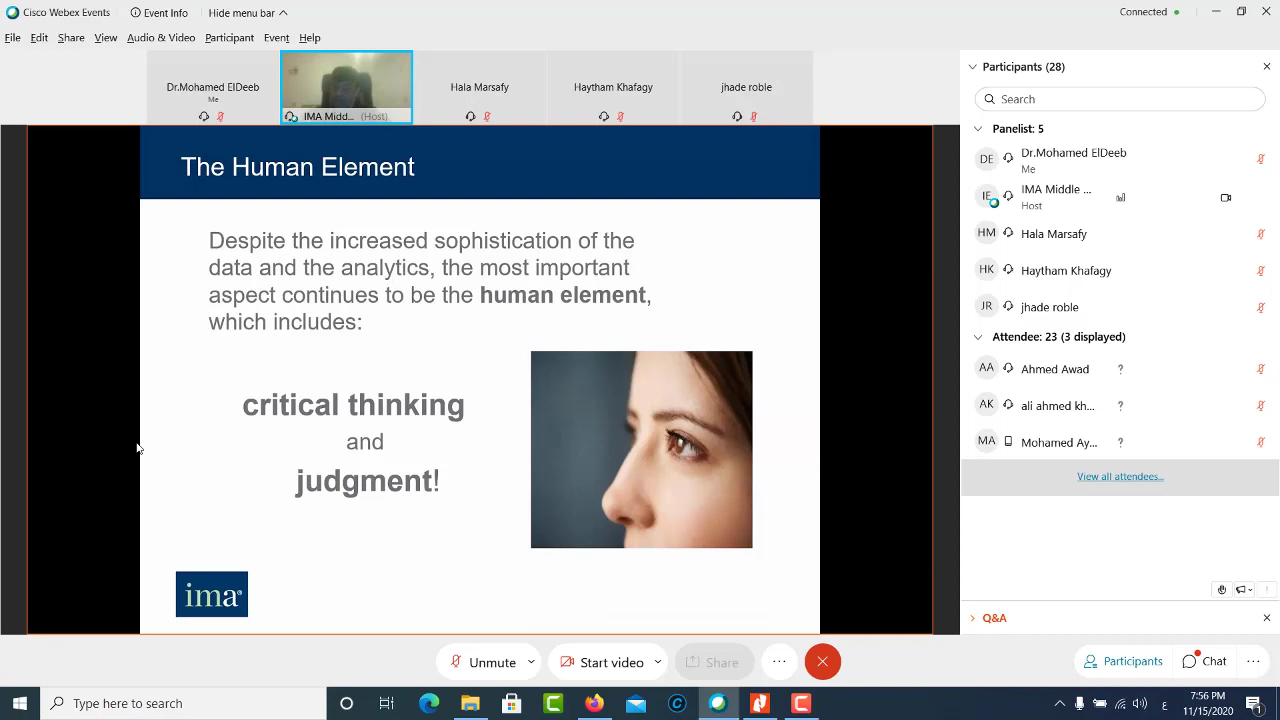 Cisco Webex Events
Event Info
Hide menu bar
Connected
File Edit Share View Audio & Video Participant Event Help
Dr.Mohamed ElDeeb
Me
IMA Midd... (Host)
Hala Marsafy
Haytham Khafagy
jhade roble
The Human Element
Despite the increased sophistication of the
data and the analytics, the most important
aspect continues to be the human element,
which includes:
critical thinking
and
judgment!
ima®
Participants (28)
Search
Panelist: 5
DE Dr.Mohamed ElDeeb
Me
IE IMA Middle ...
Host
HM Hala Marsafy
HK Haytham Khafagy
JR jhade roble
Attendee: 23 (3 displayed)
AA Ahmed Awad ?
AK ali ahmed kh... ?
MA Mohamed Ay... ?
View all attendees...
Q&A
Unmute
Start video
Share
Participants
Chat
Type here to search
7:56 PM
11/15/2020